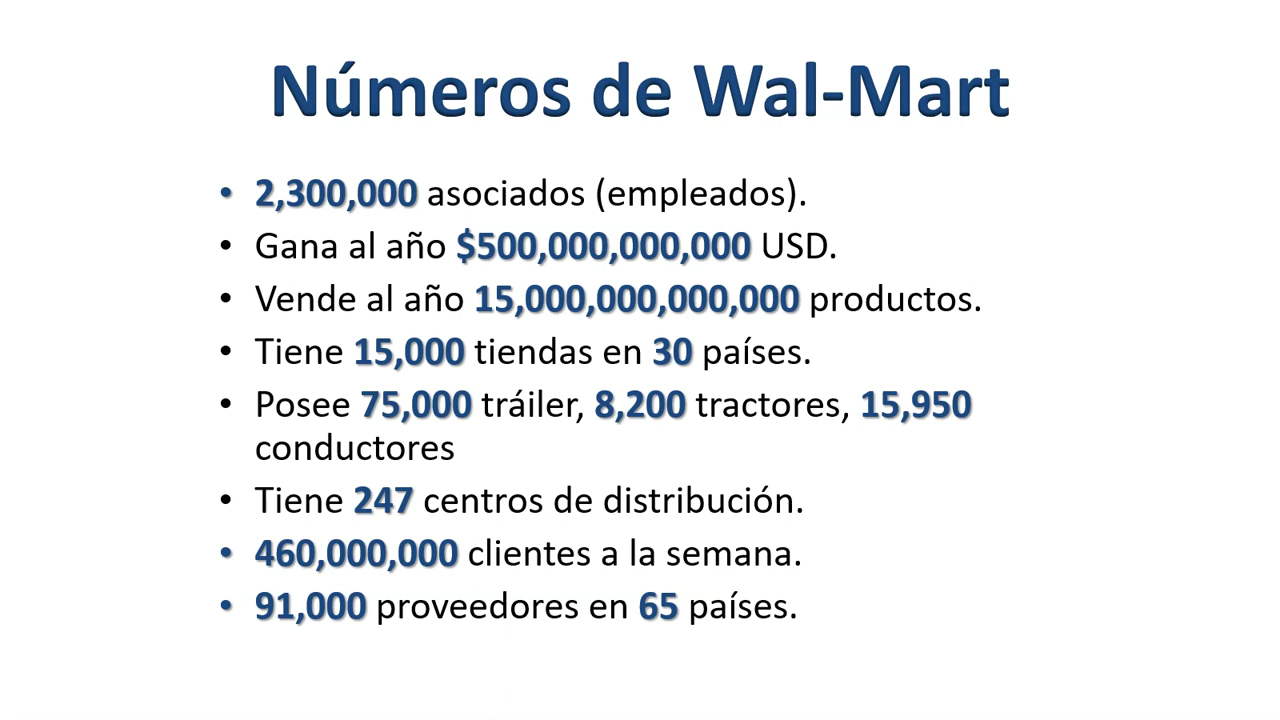 Números de Wal-Mart
• 2,300,000 asociados (empleados).
• Gana al año $500,000,000,000 USD.
• Vende al año 15,000,000,000,000 productos.
• Tiene 15,000 tiendas en 30 países.
• Posee 75,000 tráiler, 8,200 tractores, 15,950
conductores
• Tiene 247 centros de distribución.
• 460,000,000 clientes a la semana.
• 91,000 proveedores en 65 países.